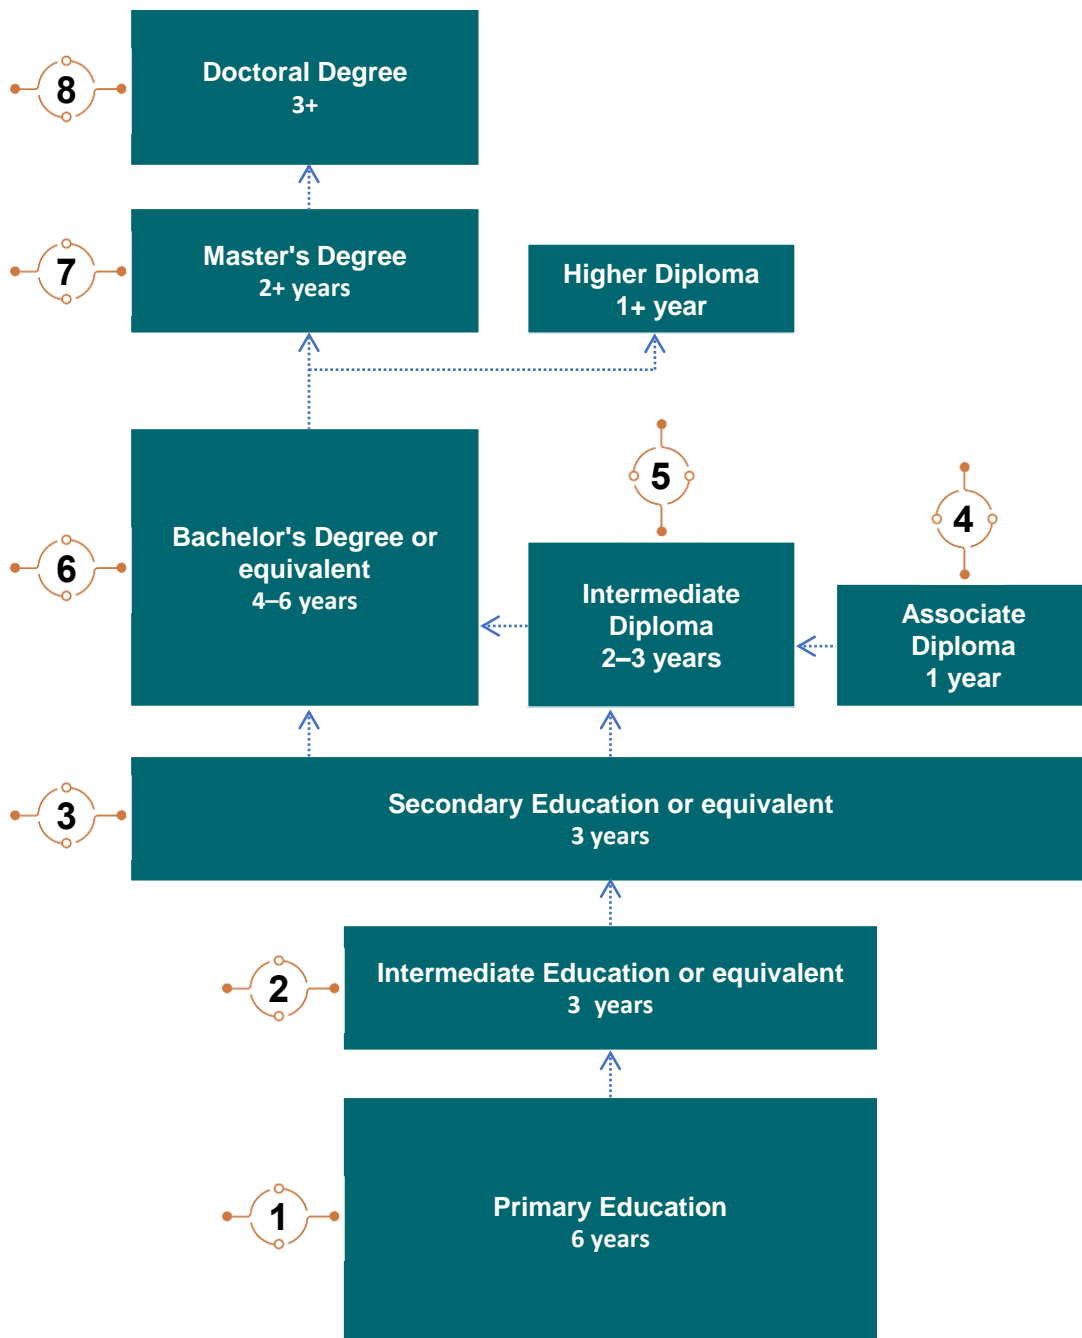 8
Doctoral Degree
3+
7
Master's Degree
2+ years
Higher Diploma
1+ year
5
4
6
Bachelor's Degree or
equivalent
4–6 years
Intermediate
Diploma
2–3 years
Associate
Diploma
1 year
3
Secondary Education or equivalent
3 years
2
Intermediate Education or equivalent
3 years
1
Primary Education
6 years